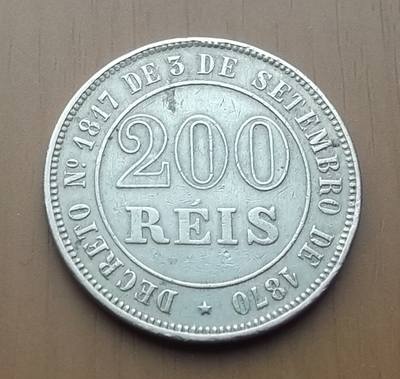 DECRETO Nº 1817 DE 3 DE SETEMBRO DE 1870
200
RÉIS